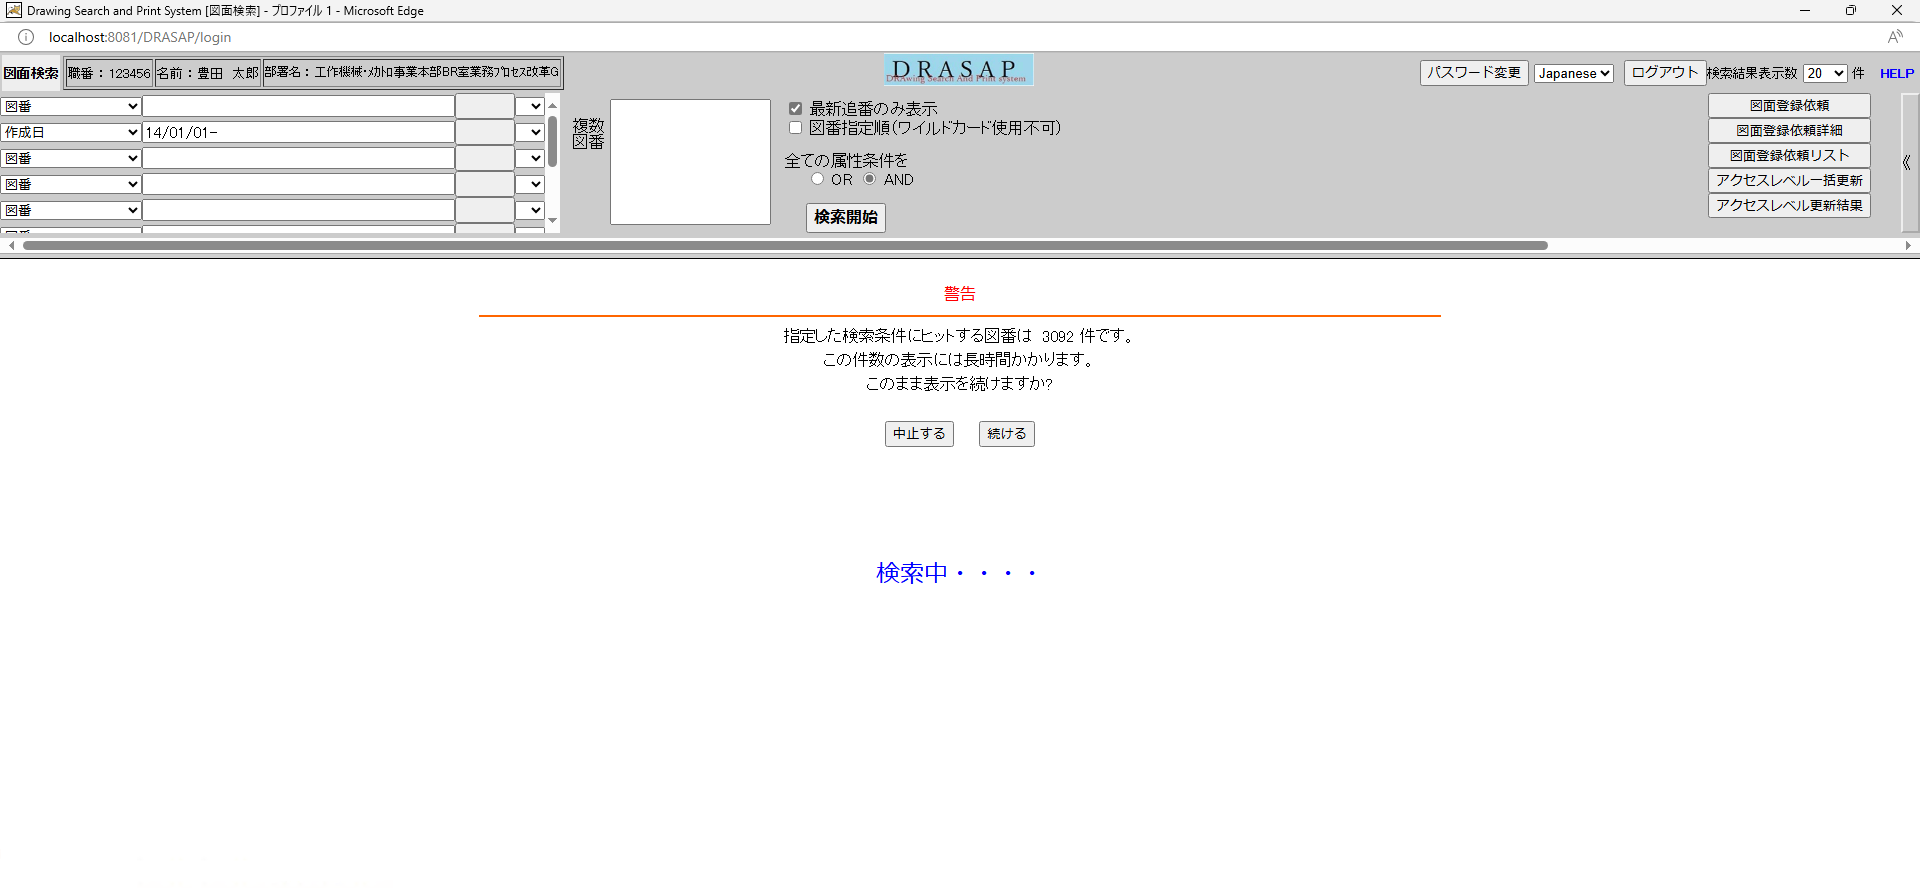 Drawing Search and Print System [図面検索] - プロファイル 1 - Microsoft Edge
localhost:8081/DRASAP/login
図面検索 職番：123456 名前：豊田　太郎 部署名：工作機械・ﾒｶﾄﾛ事業本部BR室業務ﾌﾟﾛｾｽ改革G
DRASAP
DRAwing Search And Print system
パスワード変更 Japanese ログアウト 検索結果表示数 20 件 HELP
図番
作成日 14/01/01-
図番
図番
図番
図番
複数
図番
最新追番のみ表示
図番指定順(ワイルドカード使用不可)
全ての属性条件を
OR AND
検索開始
図面登録依頼
図面登録依頼詳細
図面登録依頼リスト
アクセスレベル一括更新
アクセスレベル更新結果
《
警告
指定した検索条件にヒットする図番は 3092 件です。
この件数の表示には長時間かかります。
このまま表示を続けますか?
中止する 続ける
検索中・・・・